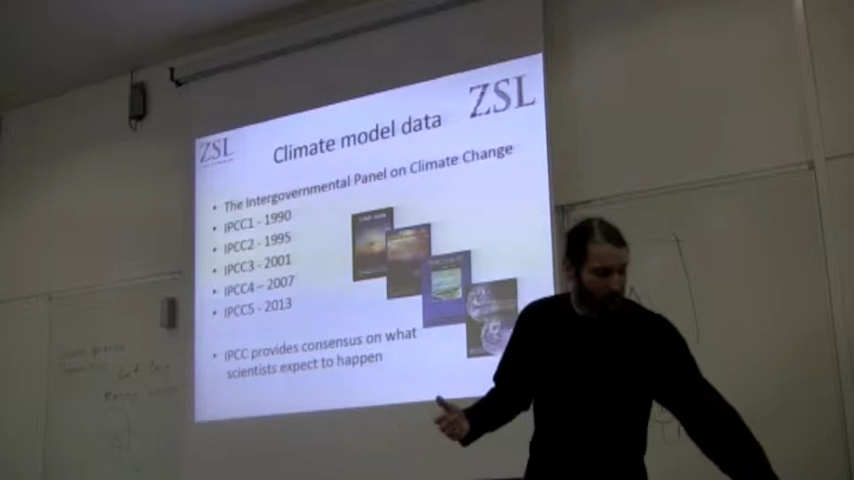 ZSL
ZSL
Climate model data
• The Intergovernmental Panel on Climate Change
• IPCC1 - 1990
• IPCC2 - 1995
• IPCC3 - 2001
• IPCC4 – 2007
• IPCC5 - 2013
• IPCC provides consensus on what
scientists expect to happen